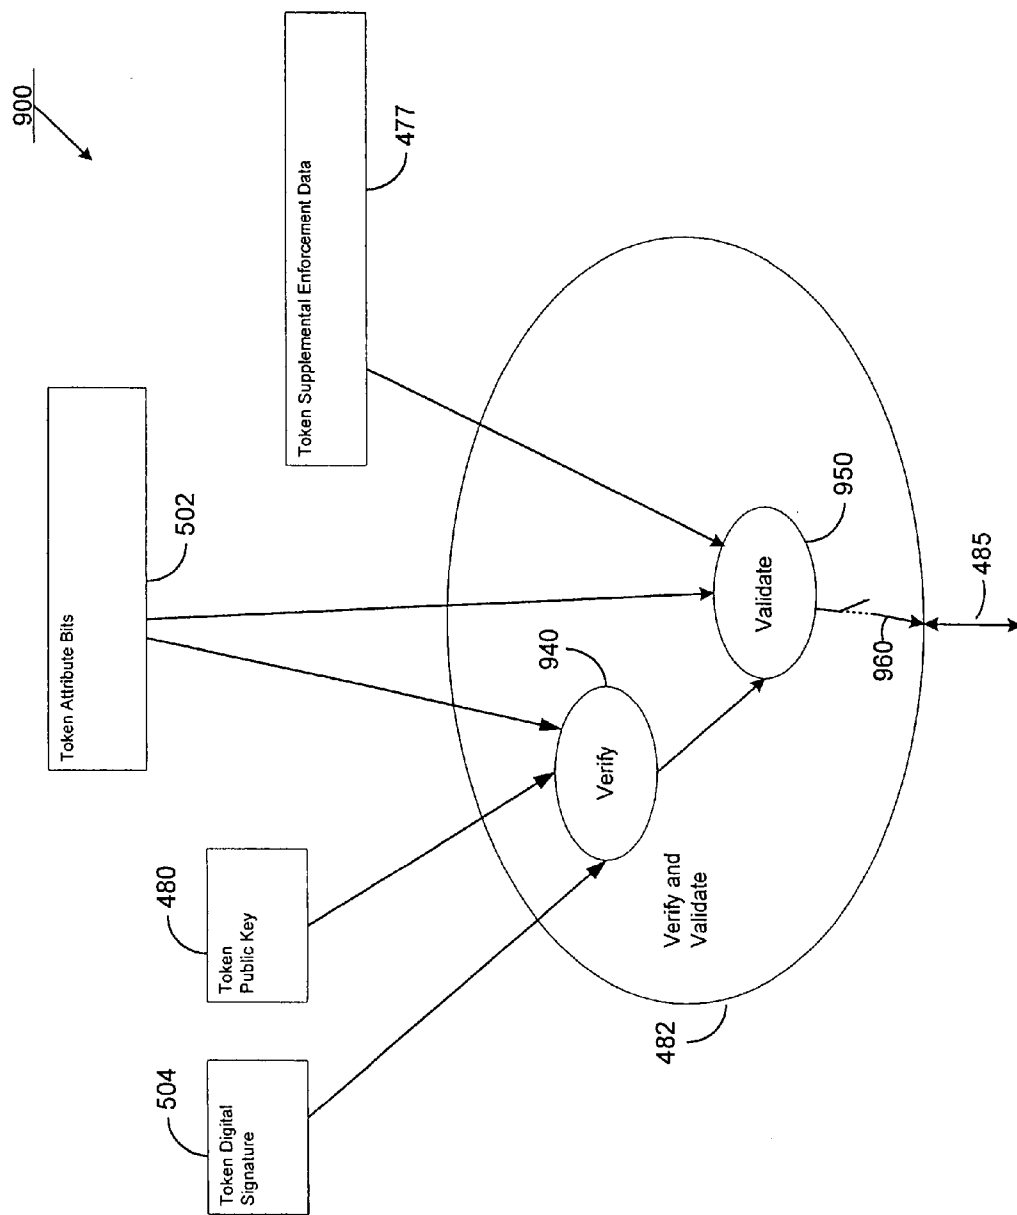 900
Token Attribute Bits
502
Token Supplemental Enforcement Data
477
Token
Public Key
480
Token Digital
Signature
504
Verify
940
Validate
950
Verify and
Validate
482
960
485